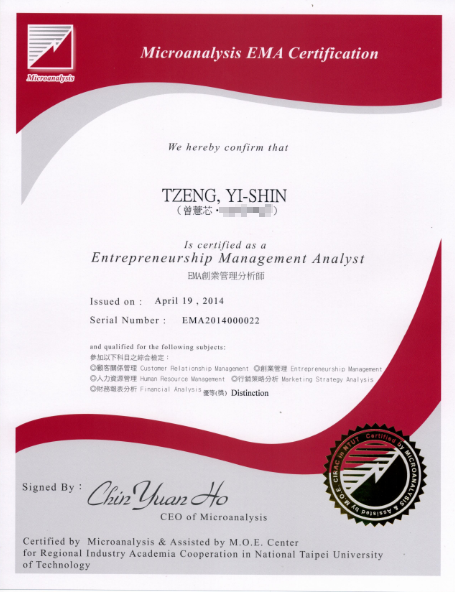 Microanalysis
Microanalysis EMA Certification
We hereby confirm that
TZENG, YI-SHIN
(曾慧芯・
Is certified as a
Entrepreneurship Management Analyst
EMA創業管理分析師
Issued on : April 19 , 2014
Serial Number : EMA2014000022
and qualified for the following subjects:
參加以下科目之綜合檢定：
◎顧客關係管理 Customer Relationship Management ◎創業管理 Entrepreneurship Management
◎人力資源管理 Human Resource Management ◎行銷策略分析 Marketing Strategy Analysis
◎財務報表分析 Financial Analysis 優等(獎) Distinction
Certified by MICROANALYSIS & Assisted by M.O.E. CIRAC IN NTUT
Signed By : Chin Yuan Ho
CEO of Microanalysis
Certified by Microanalysis & Assisted by M.O.E. Center
for Regional Industry Academia Cooperation in National Taipei University
of Technology